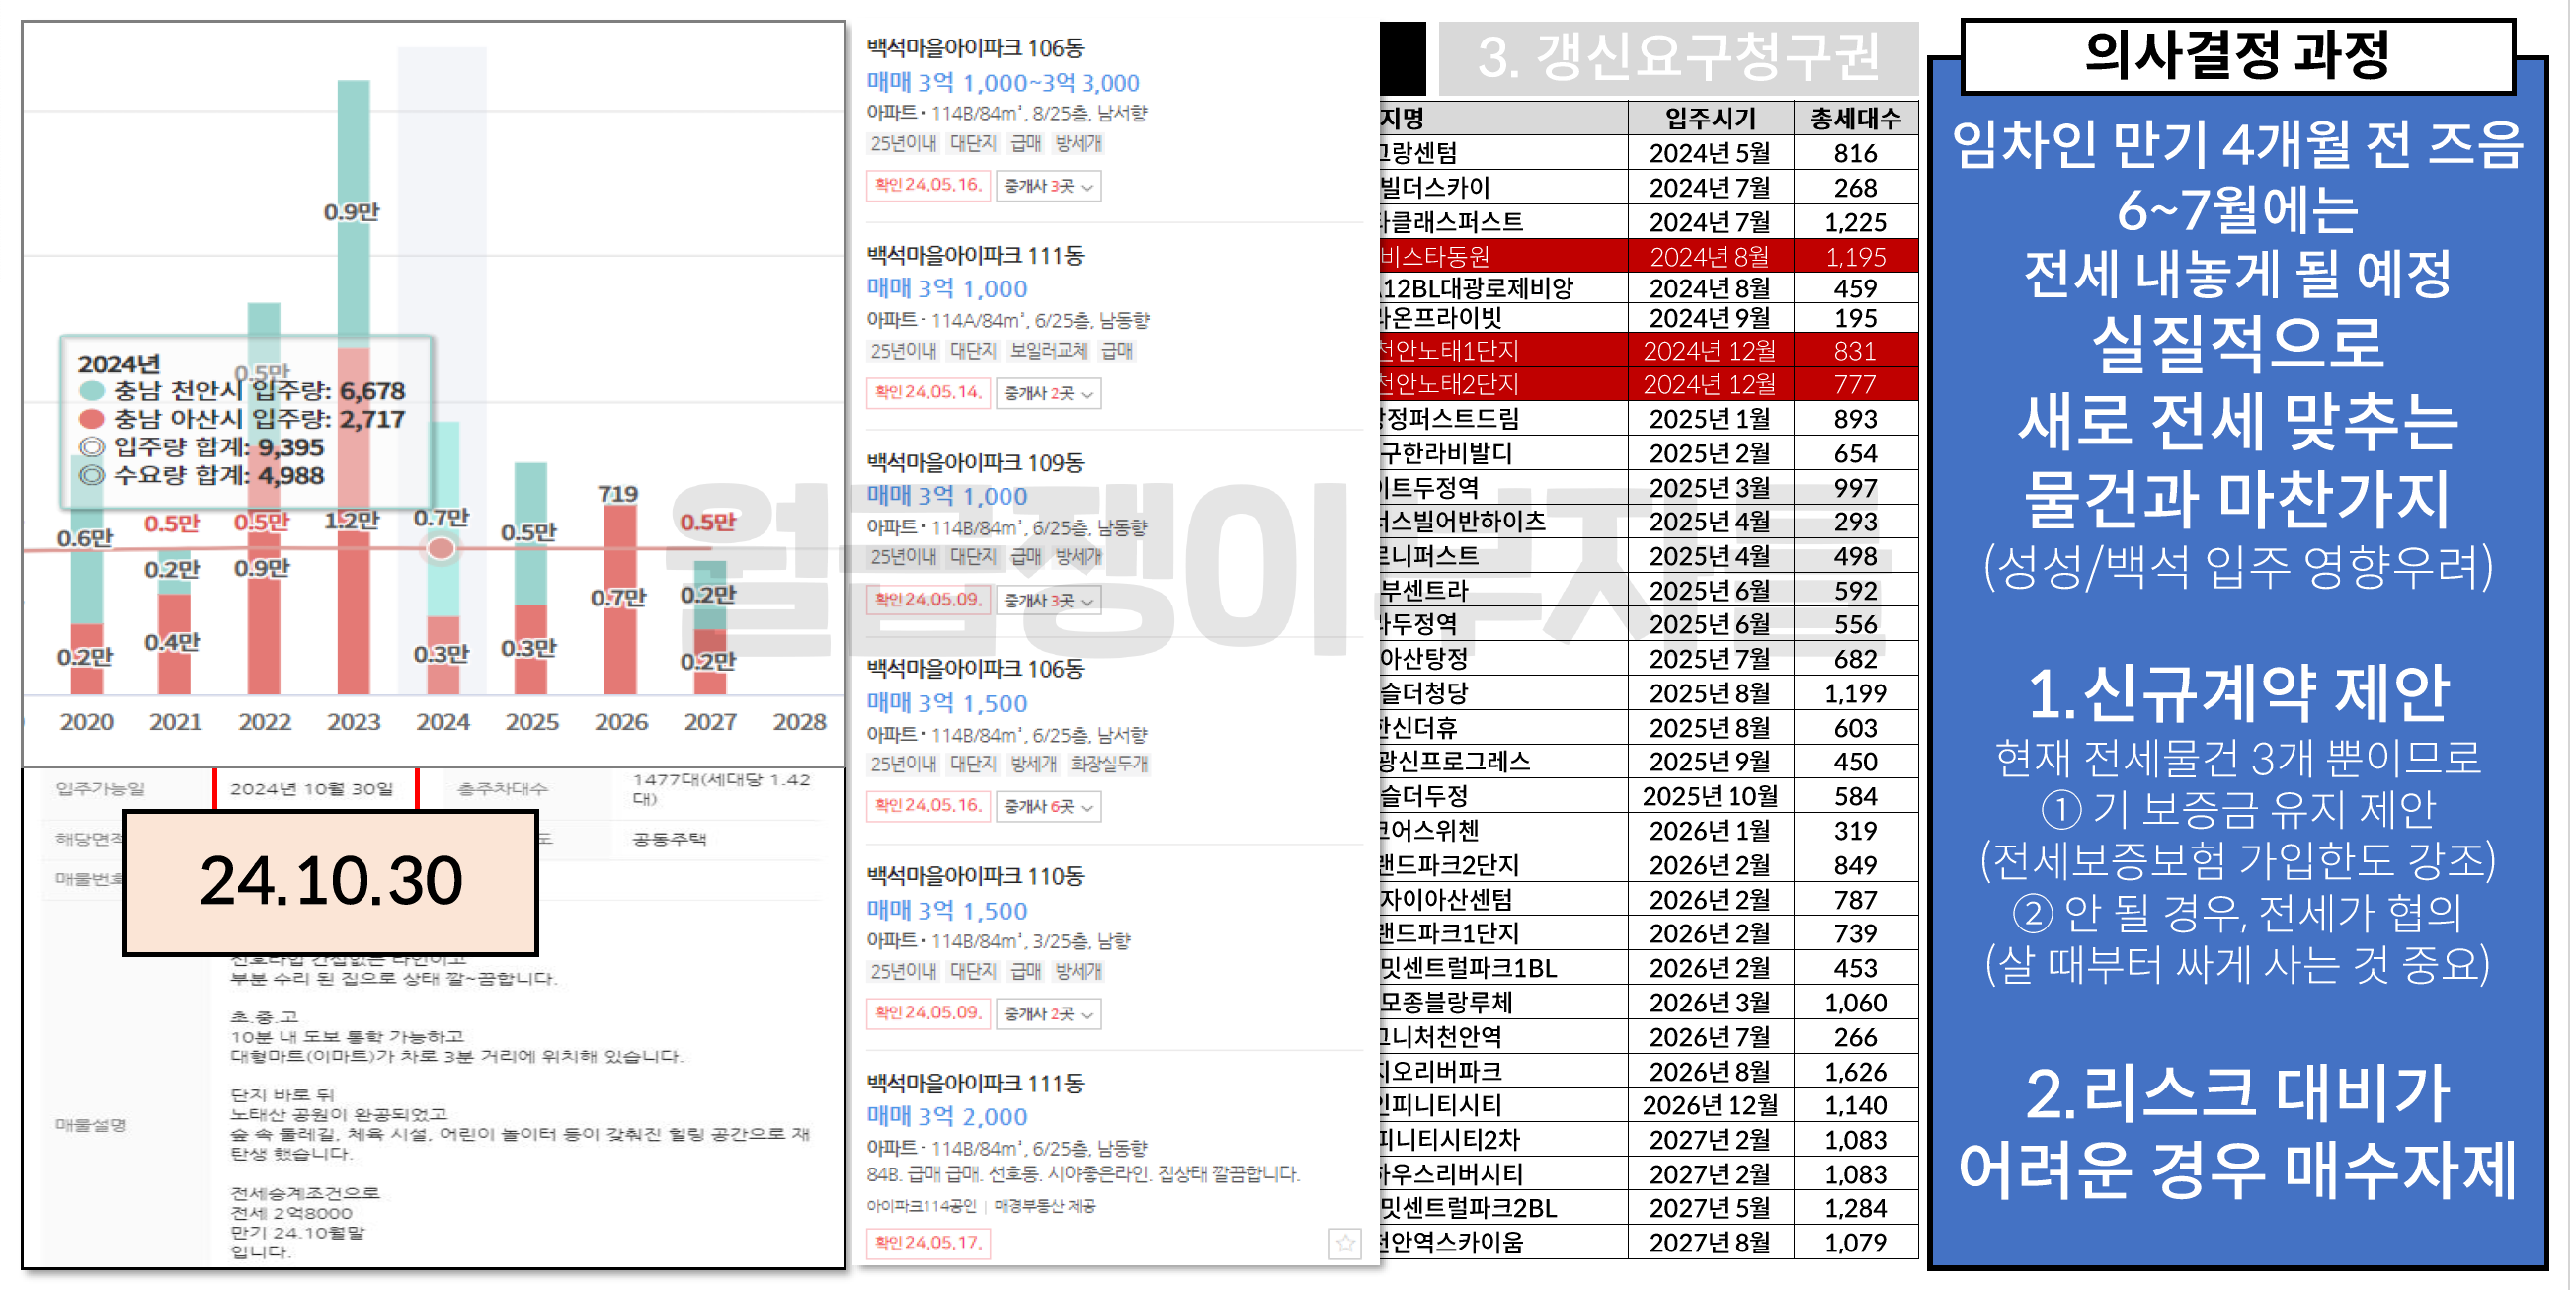 0.9만
0.5만
2024년
충남 천안시 입주량: 6,678
충남 아산시 입주량: 2,717
입주량 합계: 9,395
수요량 합계: 4,988
0.6만
0.5만
0.5만
1.2만
0.7만
0.5만
719
0.5만
0.2만
0.9만
0.7만
0.2만
0.2만
0.4만
0.3만
0.3만
0.2만
2020
2021
2022
2023
2024
2025
2026
2027
2028
입주가능일
2024년 10월 30일
총주차대수
1477대(세대당 1.42
대)
해당면적
도
공동주택
매물번호
24.10.30
매물설명
부분 수리 된 집으로 상태 깔~끔합니다.
초.중.고
10분 내 도보 통학 가능하고
대형마트(이마트)가 차로 3분 거리에 위치해 있습니다.
단지 바로 뒤
노태산 공원이 완공되었고
숲 속 둘레길, 체육 시설, 어린이 놀이터 등이 갖춰진 힐링 공간으로 재
탄생 했습니다.
전세승계조건으로
전세 2억8000
만기 24.10월말
입니다.
백석마을아이파크 106동
매매 3억 1,000~3억 3,000
아파트 · 114B/84m², 8/25층, 남서향
25년이내 대단지 급매 방세개
확인 24.05.16. 중개사 3곳
백석마을아이파크 111동
매매 3억 1,000
아파트 · 114A/84m², 6/25층, 남동향
25년이내 대단지 보일러교체 급매
확인 24.05.14. 중개사 2곳
백석마을아이파크 109동
매매 3억 1,000
아파트 · 114B/84m², 6/25층, 남동향
25년이내 대단지 급매 방세개
확인 24.05.09. 중개사 3곳
백석마을아이파크 106동
매매 3억 1,500
아파트 · 114B/84m², 6/25층, 남서향
25년이내 대단지 방세개 화장실두개
확인 24.05.16. 중개사 6곳
백석마을아이파크 110동
매매 3억 1,500
아파트 · 114B/84m², 3/25층, 남향
25년이내 대단지 급매 방세개
확인 24.05.09. 중개사 2곳
백석마을아이파크 111동
매매 3억 2,000
아파트 · 114B/84m², 6/25층, 남동향
84B. 급매 급매. 선호동. 시야좋은라인. 집상태 깔끔합니다.
아이파크114공인 | 매경부동산 제공
확인 24.05.17.
월급쟁이부자들
3. 갱신요구청구권
지명 입주시기 총세대수
랑센텀 2024년 5월 816
빌더스카이 2024년 7월 268
클래스퍼스트 2024년 7월 1,225
비스타동원 2024년 8월 1,195
12BL대광로제비앙 2024년 8월 459
온프라이빗 2024년 9월 195
천안노태1단지 2024년 12월 831
천안노태2단지 2024년 12월 777
정퍼스트드림 2025년 1월 893
구한라비발디 2025년 2월 654
이트두정역 2025년 3월 997
스빌어반하이츠 2025년 4월 293
르니퍼스트 2025년 4월 498
부센트라 2025년 6월 592
두정역 2025년 6월 556
아산탕정 2025년 7월 682
슬더청당 2025년 8월 1,199
한신더휴 2025년 8월 603
광신프로그레스 2025년 9월 450
슬더두정 2025년 10월 584
코어스위첸 2026년 1월 319
랜드파크2단지 2026년 2월 849
자이아산센텀 2026년 2월 787
랜드파크1단지 2026년 2월 739
밋센트럴파크1BL 2026년 2월 453
모종블랑루체 2026년 3월 1,060
니처천안역 2026년 7월 266
지오리버파크 2026년 8월 1,626
인피니티시티 2026년 12월 1,140
피니티시티2차 2027년 2월 1,083
하우스리버시티 2027년 2월 1,083
밋센트럴파크2BL 2027년 5월 1,284
천안역스카이움 2027년 8월 1,079
의사결정 과정
임차인 만기 4개월 전 즈음
6~7월에는
전세 내놓게 될 예정
실질적으로
새로 전세 맞추는
물건과 마찬가지
(성성/백석 입주 영향우려)
1.신규계약 제안
현재 전세물건 3개 뿐이므로
① 기 보증금 유지 제안
(전세보증보험 가입한도 강조)
② 안 될 경우, 전세가 협의
(살 때부터 싸게 사는 것 중요)
2.리스크 대비가
어려운 경우 매수자제